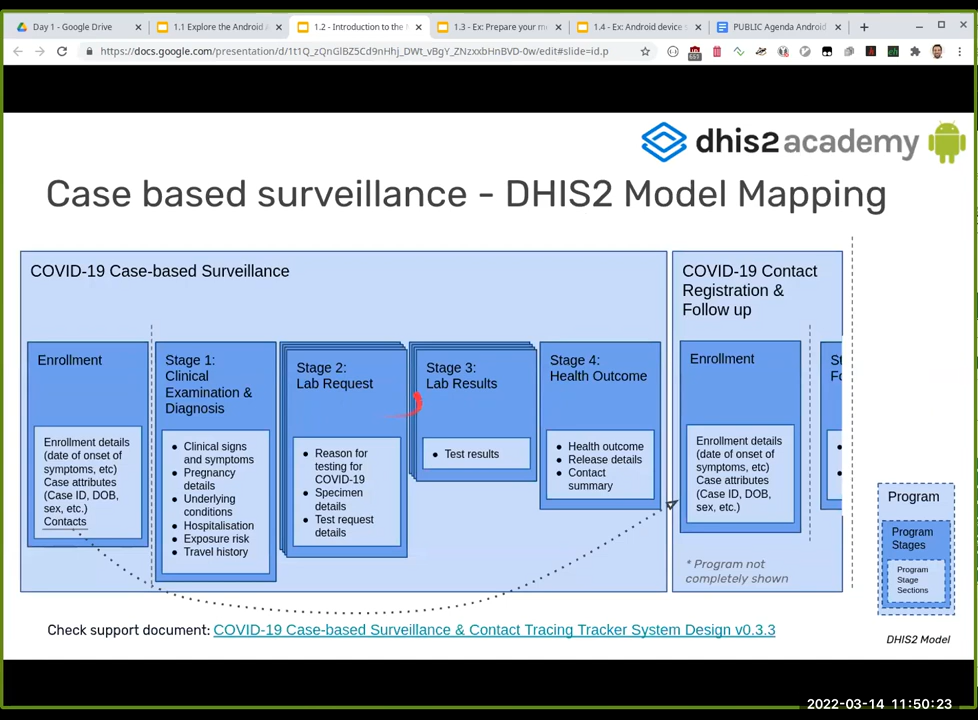 Day 1 - Google Drive
1.1 Explore the Android A
1.2 - Introduction to the
1.3 - Ex: Prepare your m
1.4 - Ex: Android device
PUBLIC Agenda Android
https://docs.google.com/presentation/d/1t1Q_zQnGlBZ5Cd9nHhj_DWt_vBgY_ZNzxxbHnBVD-0w/edit#slide=id.p
dhis2 academy
Case based surveillance - DHIS2 Model Mapping
COVID-19 Case-based Surveillance
Enrollment
Enrollment details
(date of onset of
symptoms, etc)
Case attributes
(Case ID, DOB,
sex, etc.)
Contacts
Stage 1:
Clinical
Examination &
Diagnosis
• Clinical signs
and symptoms
• Pregnancy
details
• Underlying
conditions
• Hospitalisation
• Exposure risk
• Travel history
Stage 2:
Lab Request
• Reason for
testing for
COVID-19
• Specimen
details
• Test request
details
Stage 3:
Lab Results
• Test results
Stage 4:
Health Outcome
• Health outcome
• Release details
• Contact
summary
COVID-19 Contact
Registration &
Follow up
Enrollment
Enrollment details
(date of onset of
symptoms, etc)
Case attributes
(Case ID, DOB,
sex, etc.)
* Program not
completely shown
St
Fo
Program
Program
Stages
Program
Stage
Sections
DHIS2 Model
Check support document: COVID-19 Case-based Surveillance & Contact Tracing Tracker System Design v0.3.3
2022-03-14 11:50:23